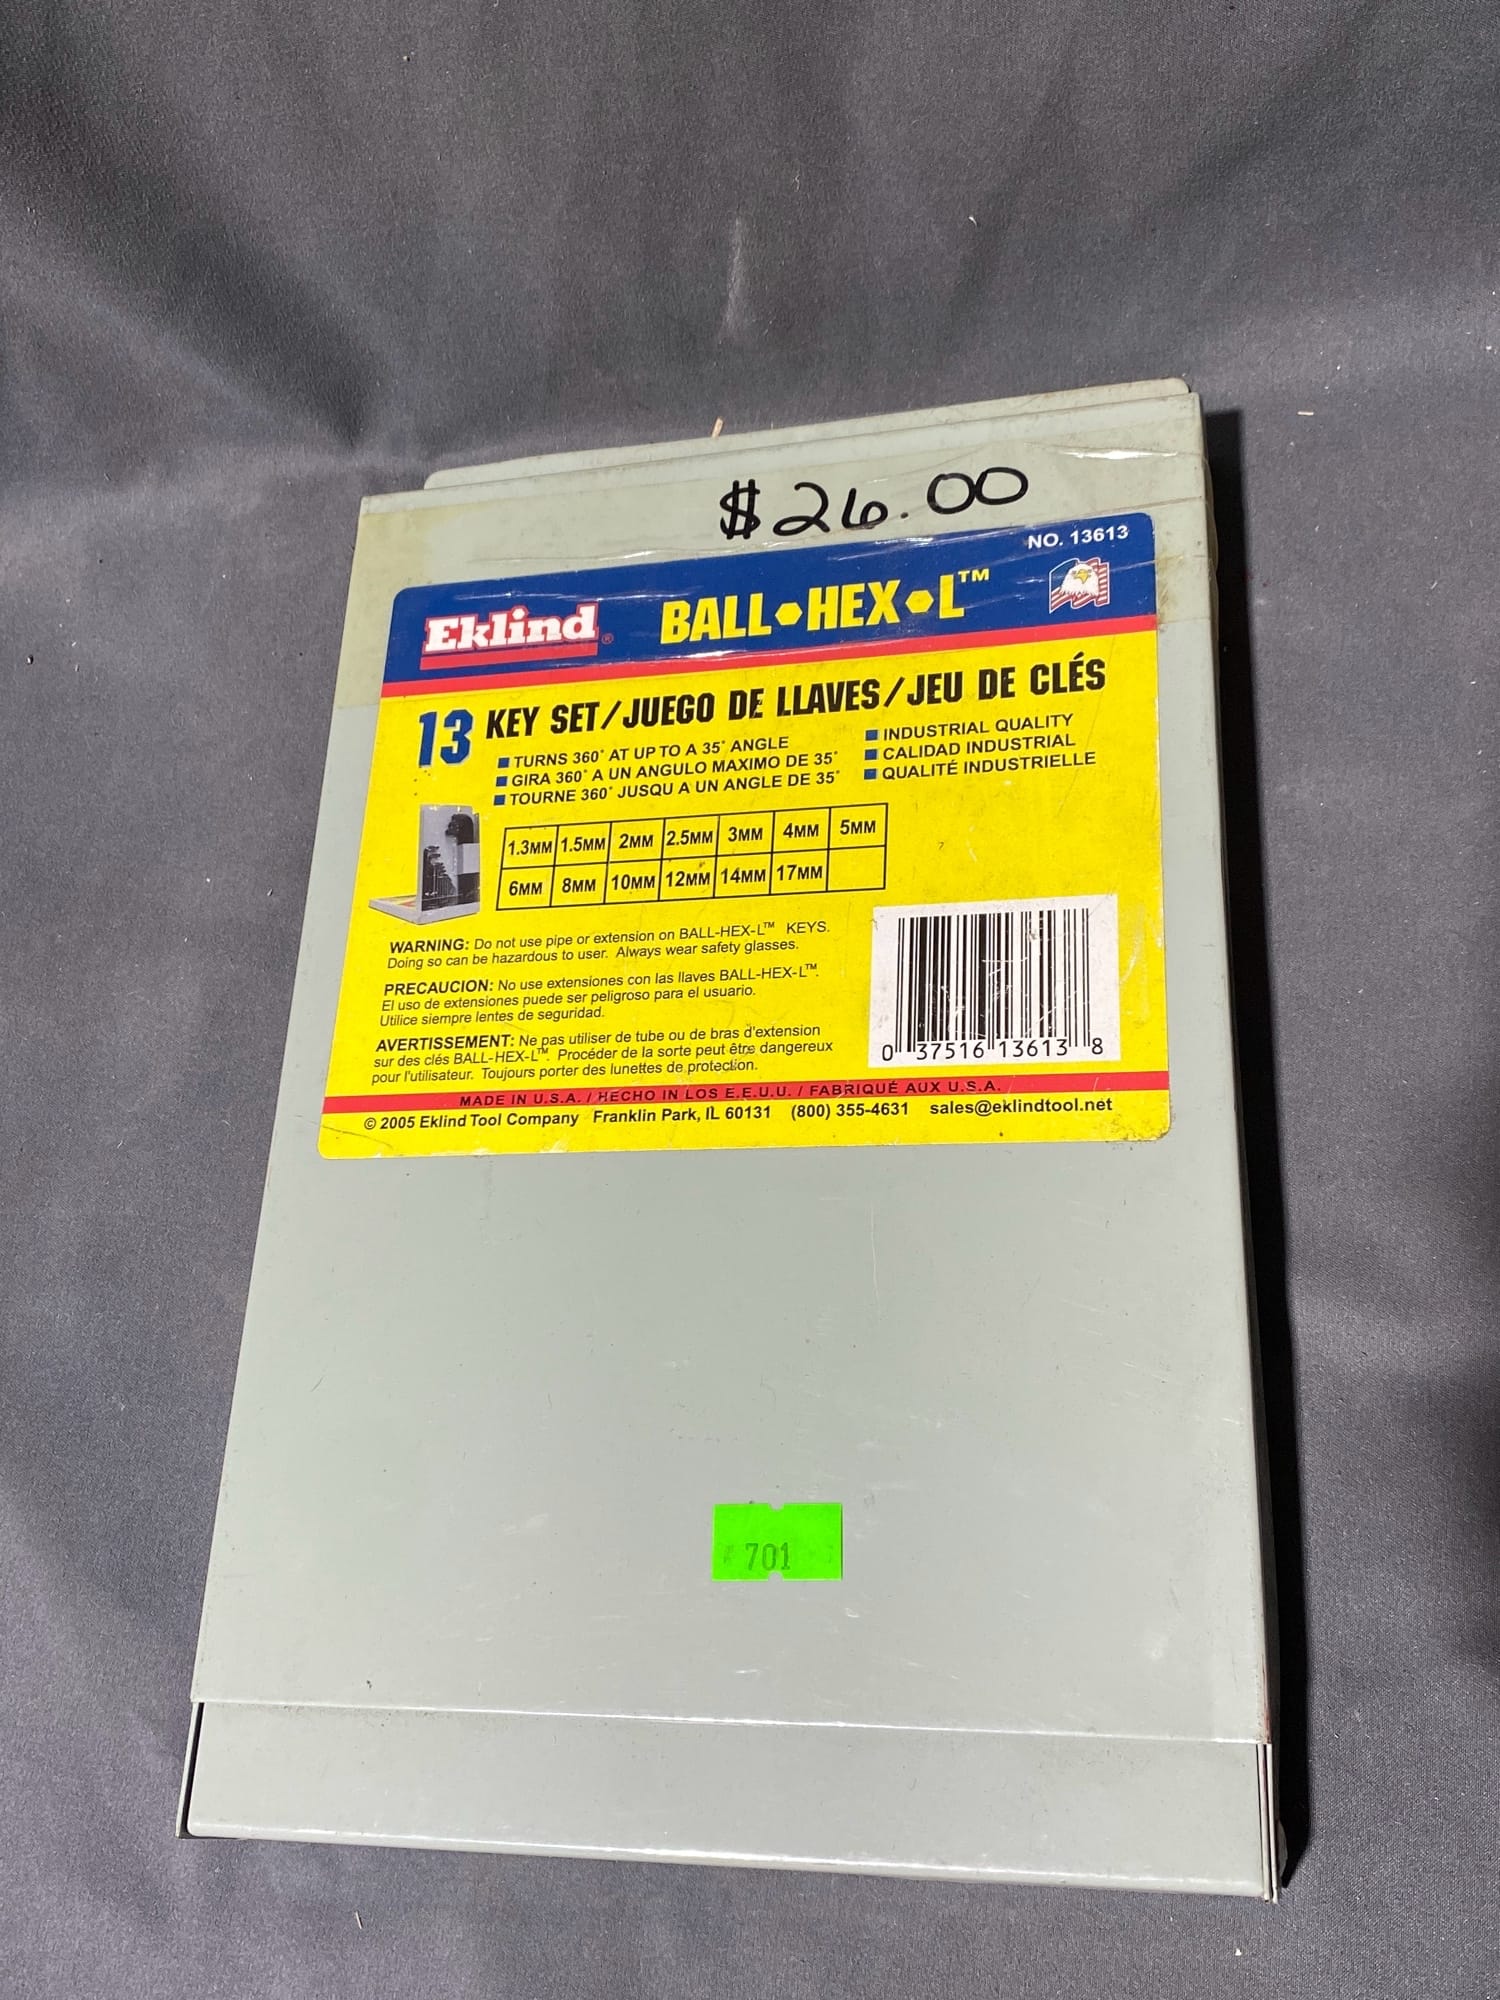 $26.00
NO. 13613
Eklind® BALL⬢HEX⬢L™
13 KEY SET/JUEGO DE LLAVES/JEU DE CLÉS
■ TURNS 360° AT UP TO A 35° ANGLE
■ GIRA 360° A UN ANGULO MAXIMO DE 35°
■ TOURNE 360° JUSQU A UN ANGLE DE 35°
■ INDUSTRIAL QUALITY
■ CALIDAD INDUSTRIAL
■ QUALITÉ INDUSTRIELLE
1.3MM 1.5MM 2MM 2.5MM 3MM 4MM 5MM
6MM 8MM 10MM 12MM 14MM 17MM
WARNING: Do not use pipe or extension on BALL-HEX-L™ KEYS.
Doing so can be hazardous to user. Always wear safety glasses.
PRECAUCION: No use extensiones con las llaves BALL-HEX-L™.
El uso de extensiones puede ser peligroso para el usuario.
Utilice siempre lentes de seguridad.
AVERTISSEMENT: Ne pas utiliser de tube ou de bras d'extension
sur des clés BALL-HEX-L™. Procéder de la sorte peut être dangereux
pour l'utilisateur. Toujours porter des lunettes de protection.
0 37516 13613 8
MADE IN U.S.A. / HECHO IN LOS E.E.U.U. / FABRIQUÉ AUX U.S.A.
© 2005 Eklind Tool Company Franklin Park, IL 60131 (800) 355-4631 sales@eklindtool.net
701